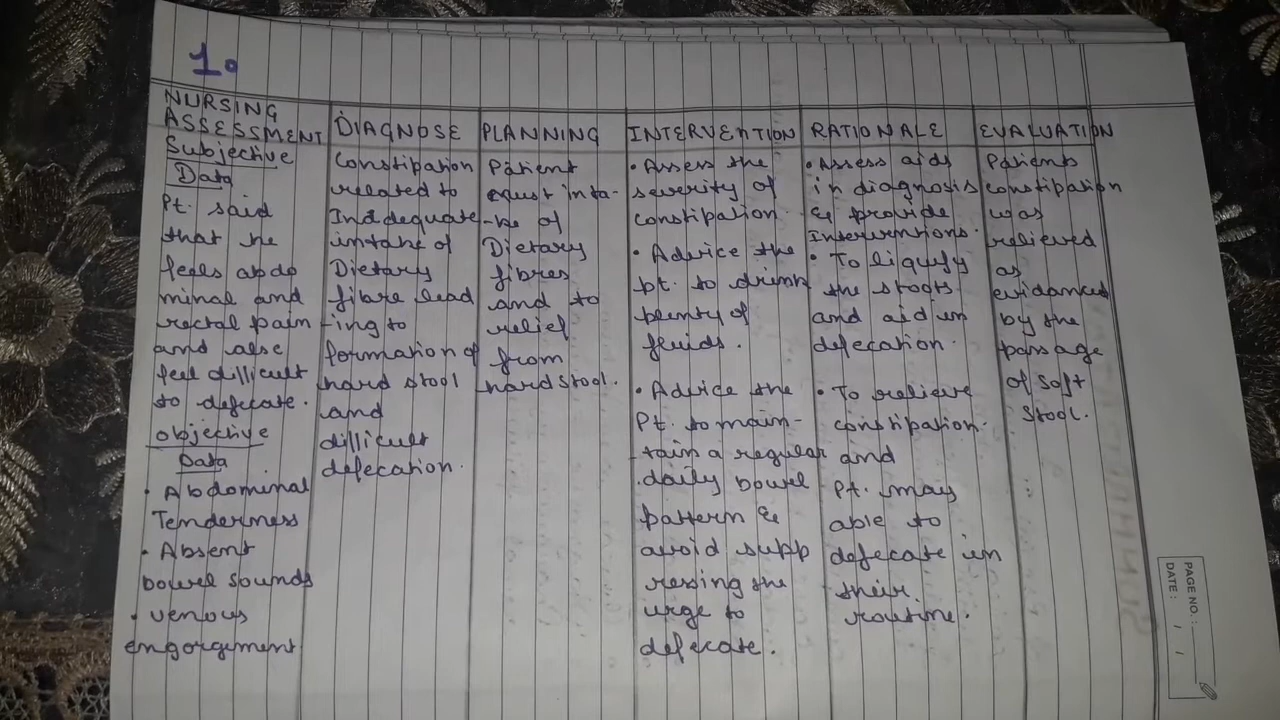 1.
NURSING
ASSESSMENT
Subjective
Data
Pt. said
that he
feels abdo
minal and
rectal pain
and also
feel difficult
to defecate.
Objective
Data
• Abdominal
Tenderness
• Absent
bowel sounds
• venous
engorgement
DIAGNOSE
Constipation
related to
Inadequate
intake of
Dietary
fibre lead
-ing to
formation of
hard stool
and
difficult
defecation.
PLANNING
Patient
must inta-
-ke of
Dietary
fibres
and to
relief
from
hard stool.
INTERVENTION
• Assess the
severity of
constipation.
• Advice the
pt. to drink
plenty of
fluids.
• Advice the
Pt. to main-
tain a regular
daily bowel
pattern &
avoid supp
ressing the
urge to
defecate.
RATIONALE
• Assess aids
in diagnosis
& provide
Interventions.
• To liquify
the stools
and aid in
defecation.
• To relieve
constipation.
and
Pt. may
able to
defecate in
their
routine.
EVALUATION
Patients
constipation
was
relieved
as
evidanced
by the
passage
of soft
stool.
PAGE NO. :
DATE : / /